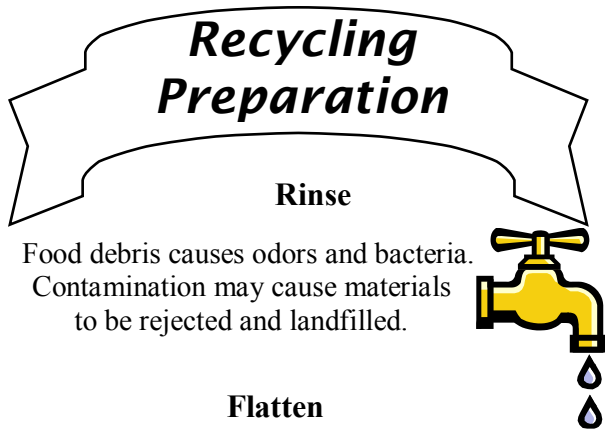 Recycling
Preparation
Rinse
Food debris causes odors and bacteria.
Contamination may cause materials
to be rejected and landfilled.
Flatten